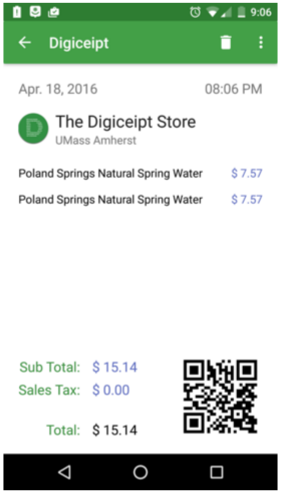 9:06
Digiceipt
Apr. 18, 2016 08:06 PM
D
The Digiceipt Store
UMass Amherst
Poland Springs Natural Spring Water $ 7.57
Poland Springs Natural Spring Water $ 7.57
Sub Total: $ 15.14
Sales Tax: $ 0.00
Total: $ 15.14